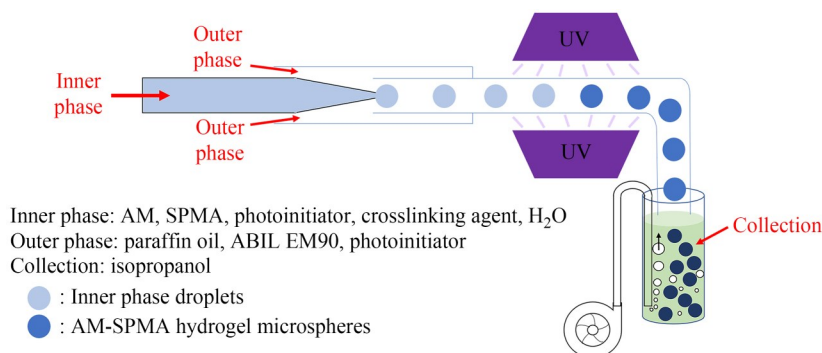 Outer
phase
UV
Inner
phase
Outer
phase
UV
Inner phase: AM, SPMA, photoinitiator, crosslinking agent, H₂O
Outer phase: paraffin oil, ABIL EM90, photoinitiator
Collection: isopropanol
: Inner phase droplets
: AM-SPMA hydrogel microspheres
Collection